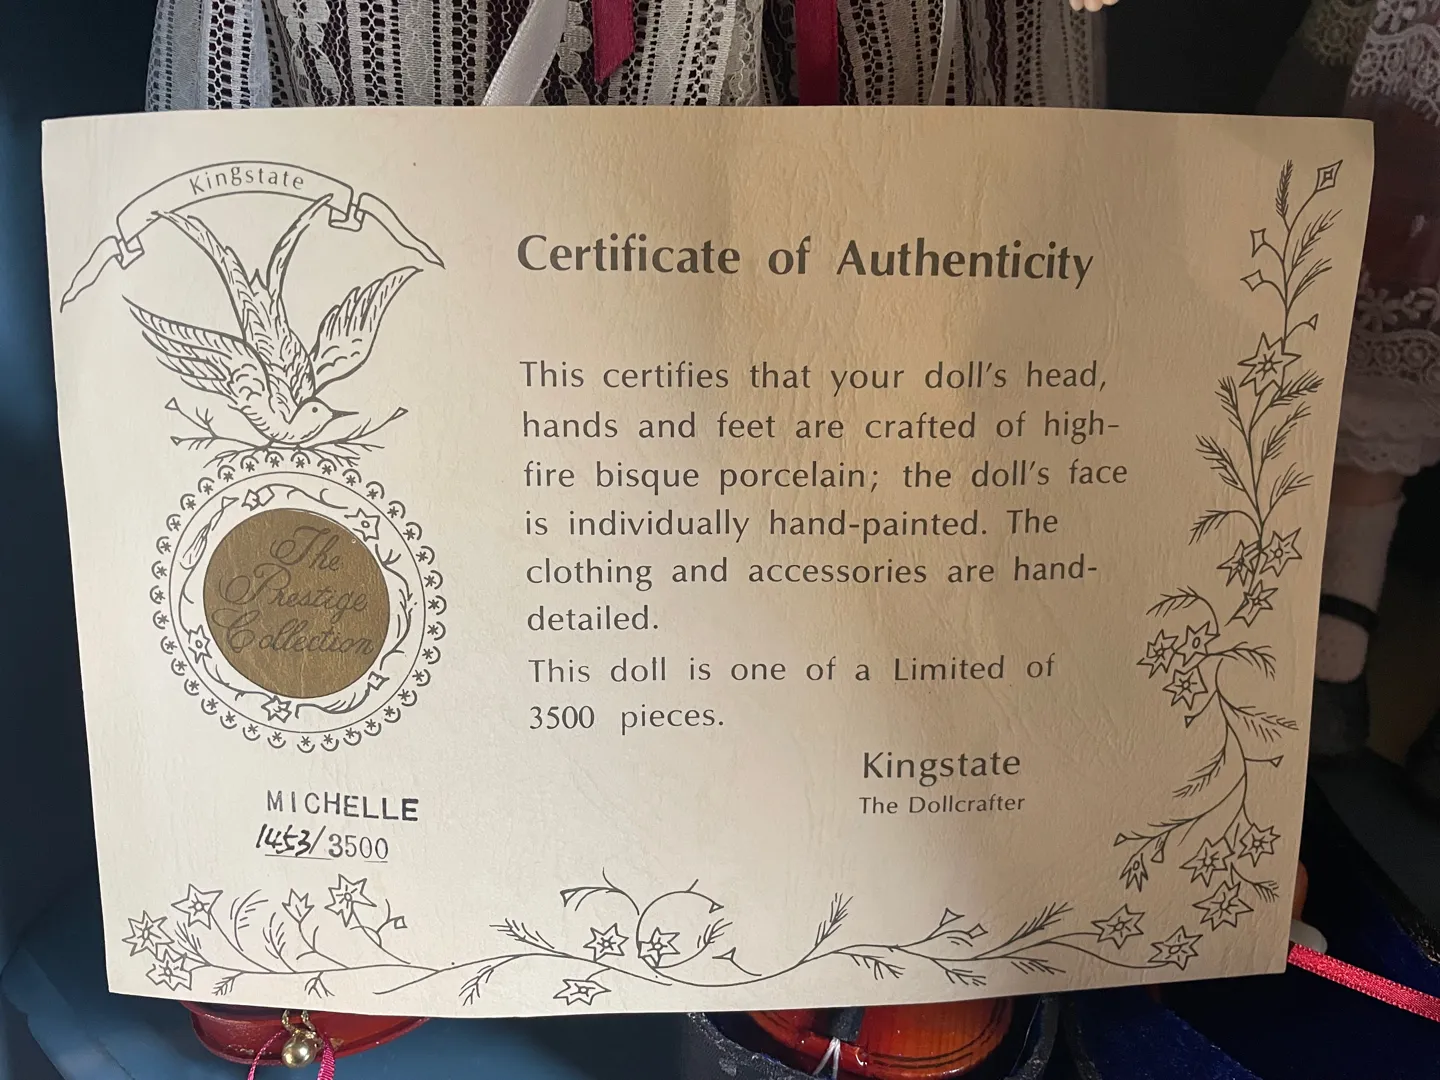 Kingstate
Certificate of Authenticity
This certifies that your doll's head,
hands and feet are crafted of high-
fire bisque porcelain; the doll's face
is individually hand-painted. The
clothing and accessories are hand-
detailed.
This doll is one of a Limited of
3500 pieces.
Kingstate
The Dollcrafter
The
Prestige
Collection
MICHELLE
1453/3500